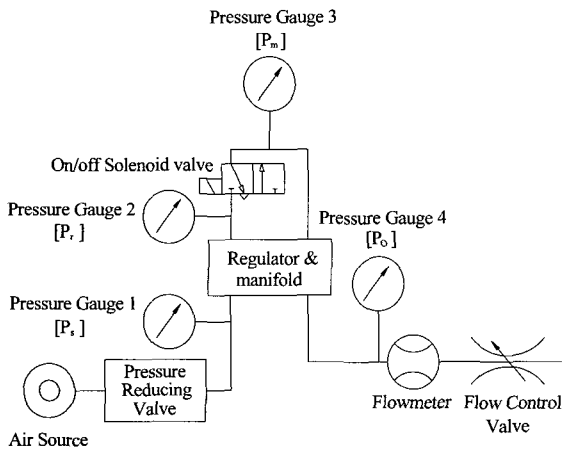 Pressure Gauge 3
[Pm]
On/off Solenoid valve
Pressure Gauge 2
[Pr]
Pressure Gauge 4
[PO]
Regulator &
manifold
Pressure Gauge 1
[Ps]
Pressure
Reducing
Valve
Air Source
Flowmeter
Flow Control
Valve